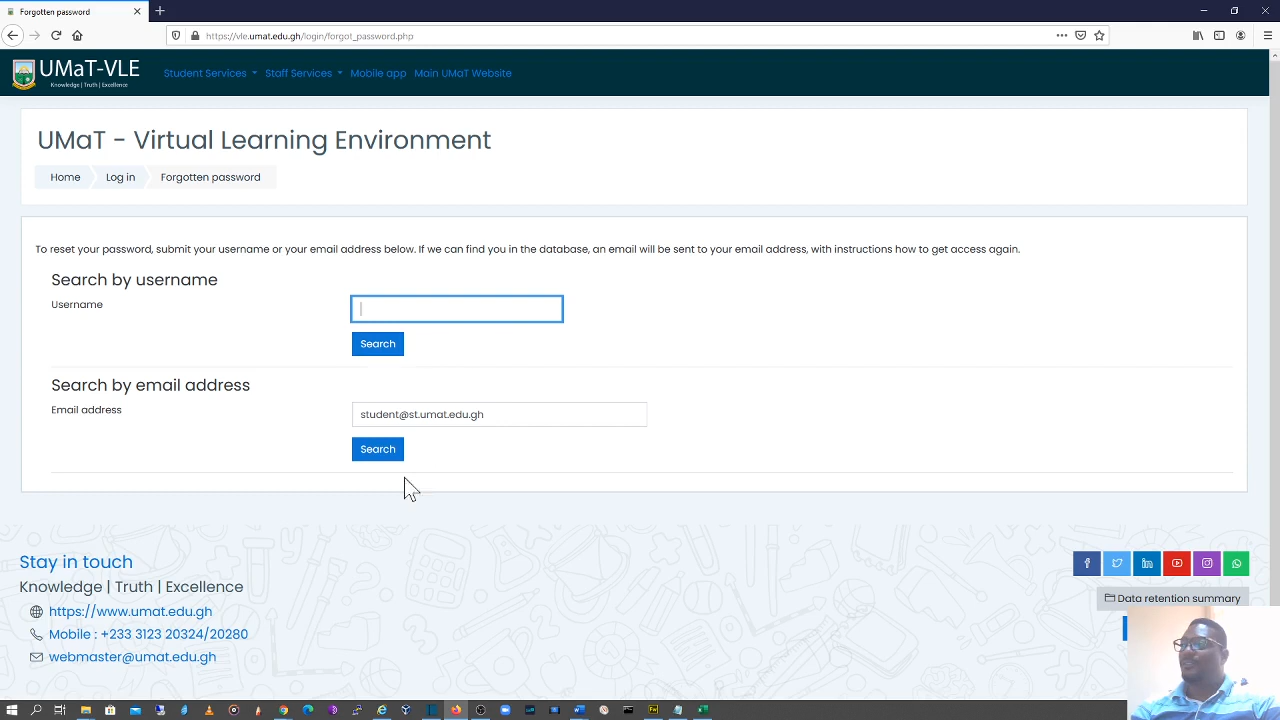 Forgotten password
https://vle.umat.edu.gh/login/forgot_password.php
UMaT-VLE
Knowledge | Truth | Excellence
Student Services
Staff Services
Mobile app
Main UMaT Website
UMaT - Virtual Learning Environment
Home
Log in
Forgotten password
To reset your password, submit your username or your email address below. If we can find you in the database, an email will be sent to your email address, with instructions how to get access again.
Search by username
Username
Search
Search by email address
Email address
student@st.umat.edu.gh
Search
Stay in touch
Knowledge | Truth | Excellence
https://www.umat.edu.gh
Mobile : +233 3123 20324/20280
webmaster@umat.edu.gh
Data retention summary